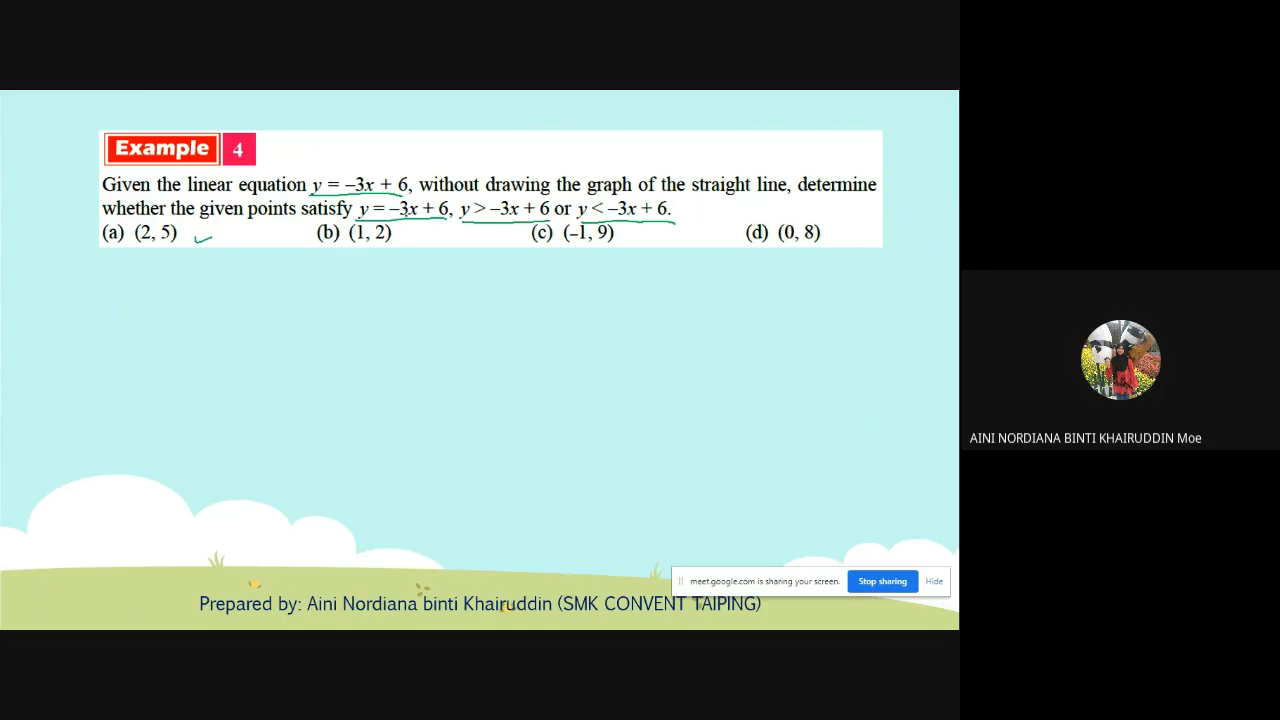 Example 4
Given the linear equation y = –3x + 6, without drawing the graph of the straight line, determine
whether the given points satisfy y = –3x + 6, y > –3x + 6 or y < –3x + 6.
(a) (2, 5) (b) (1, 2) (c) (–1, 9) (d) (0, 8)
AINI NORDIANA BINTI KHAIRUDDIN Moe
meet.google.com is sharing your screen. Stop sharing Hide
Prepared by: Aini Nordiana binti Khairuddin (SMK CONVENT TAIPING)